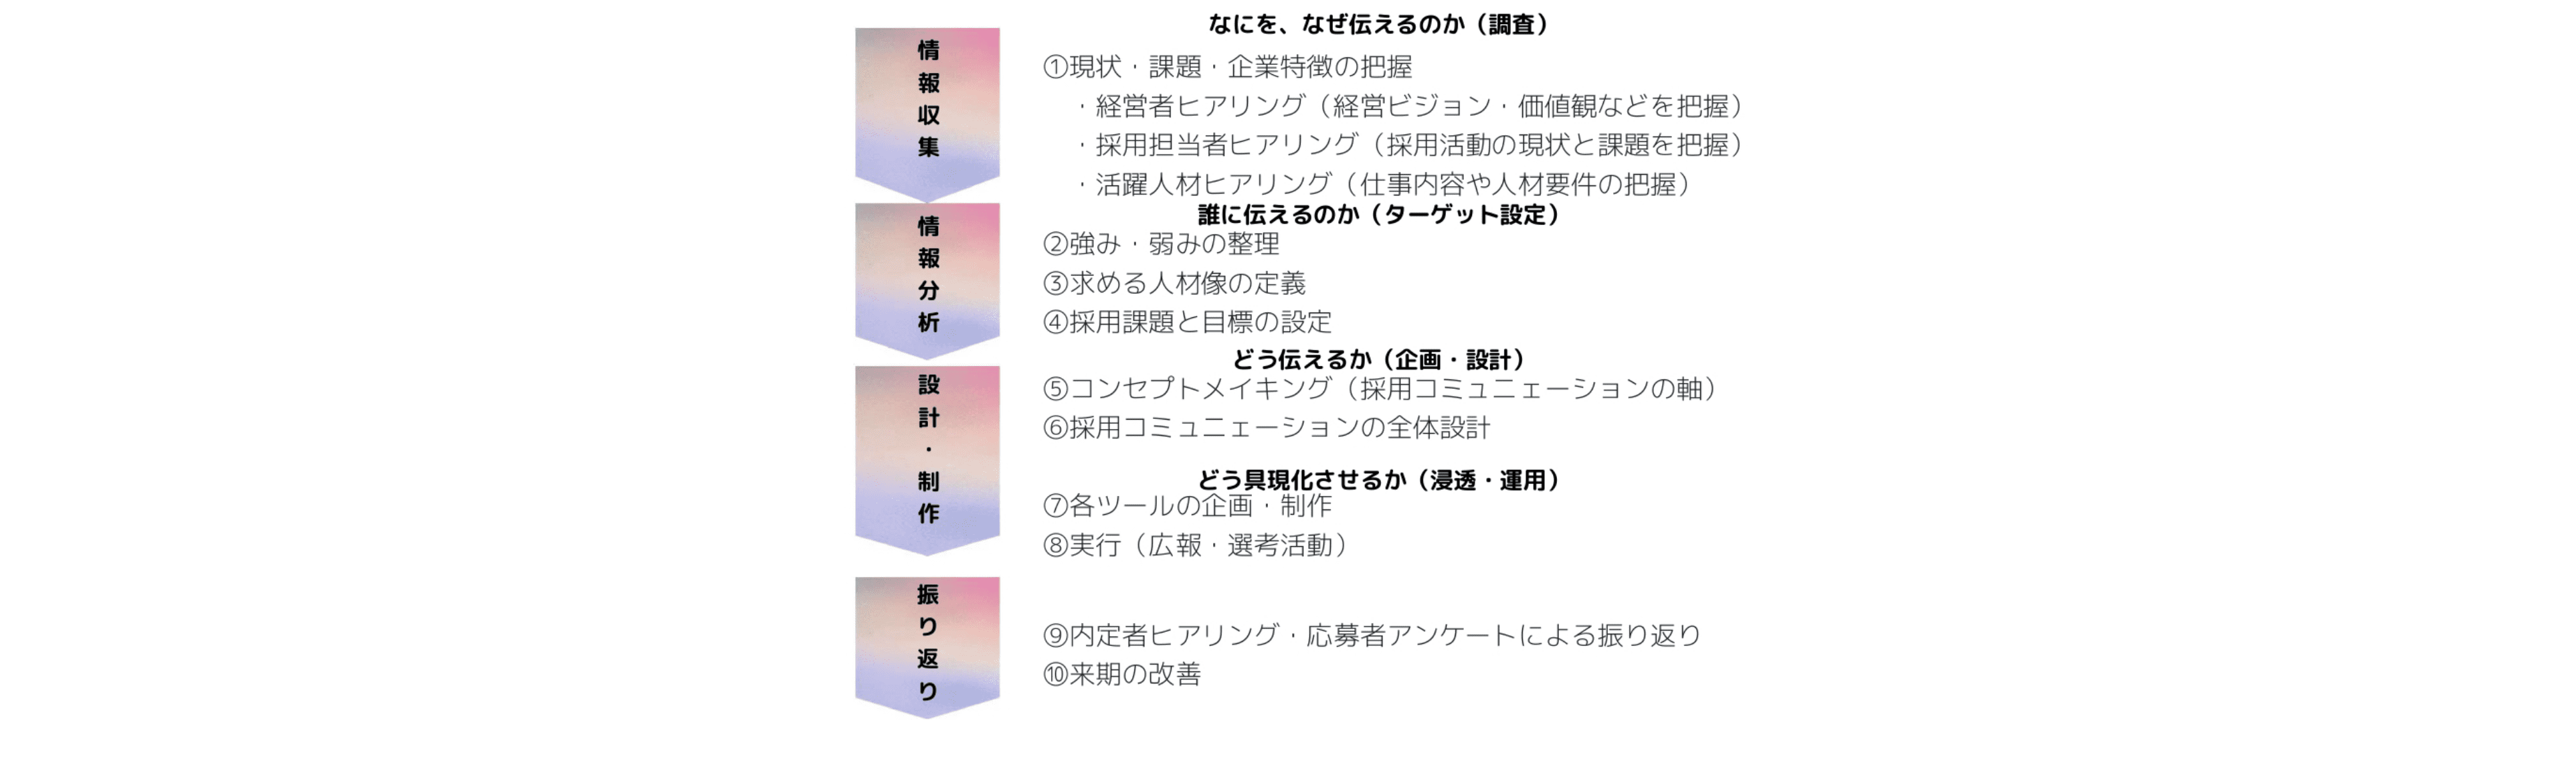 情報収集
なにを、なぜ伝えるのか（調査）
①現状・課題・企業特徴の把握
・経営者ヒアリング（経営ビジョン・価値観などを把握）
・採用担当者ヒアリング（採用活動の現状と課題を把握）
・活躍人材ヒアリング（仕事内容や人材要件の把握）
情報分析
誰に伝えるのか（ターゲット設定）
②強み・弱みの整理
③求める人材像の定義
④採用課題と目標の設定
設計・制作
どう伝えるか（企画・設計）
⑤コンセプトメイキング（採用コミュニェーションの軸）
⑥採用コミュニェーションの全体設計
どう具現化させるか（浸透・運用）
⑦各ツールの企画・制作
⑧実行（広報・選考活動）
振り返り
⑨内定者ヒアリング・応募者アンケートによる振り返り
⑩来期の改善